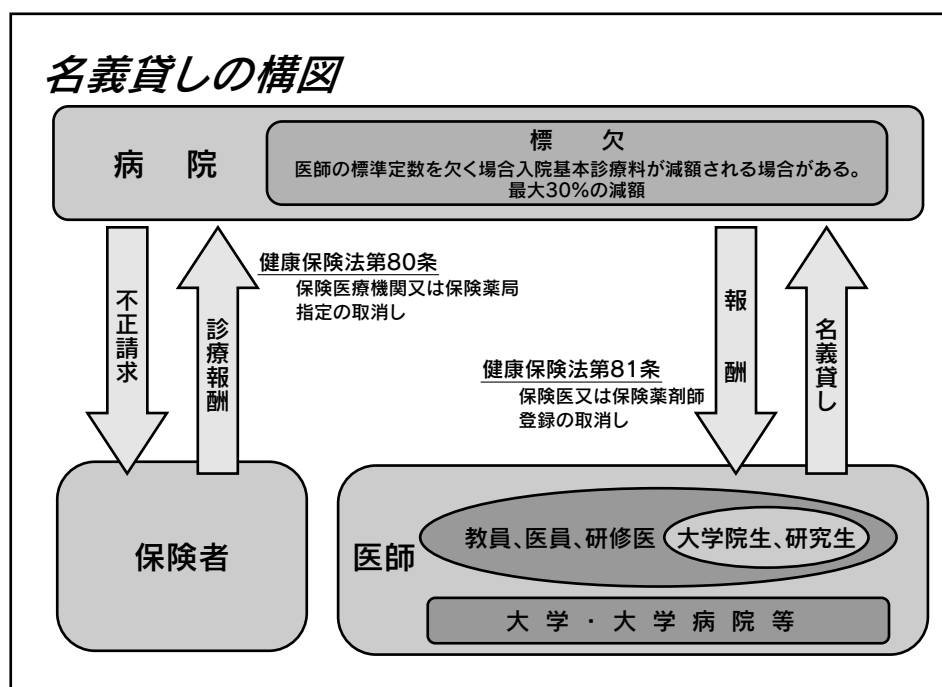 名義貸しの構図
病 院
標 欠
医師の標準定数を欠く場合入院基本診療料が減額される場合がある。
最大30%の減額
不正請求
診療報酬
健康保険法第80条
保険医療機関又は保険薬局
指定の取消し
健康保険法第81条
保険医又は保険薬剤師
登録の取消し
報 酬
名義貸し
保険者
医師
教員、医員、研修医
大学院生、研究生
大 学 ・ 大 学 病 院 等